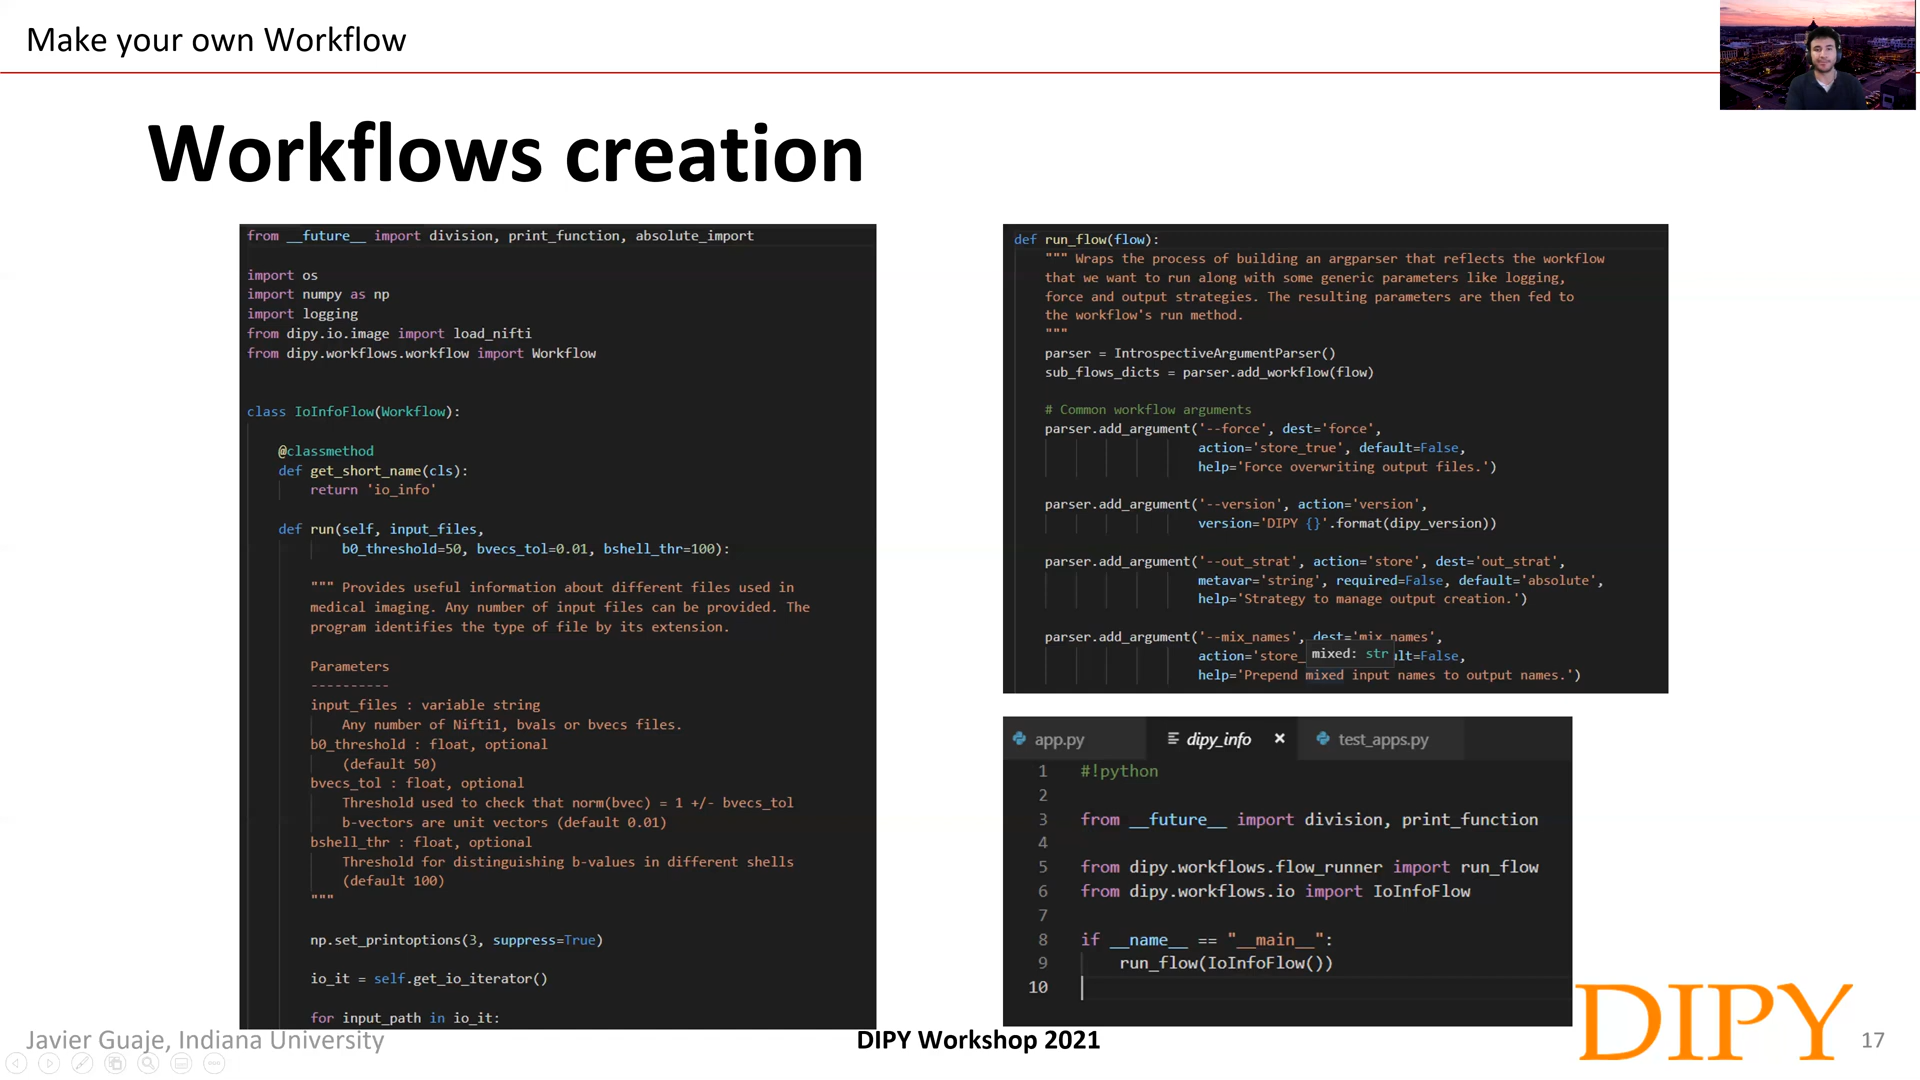 Make your own Workflow
Workflows creation
from __future__ import division, print_function, absolute_import
import os
import numpy as np
import logging
from dipy.io.image import load_nifti
from dipy.workflows.workflow import Workflow
class IoInfoFlow(Workflow):
@classmethod
def get_short_name(cls):
return 'io_info'
def run(self, input_files,
b0_threshold=50, bvecs_tol=0.01, bshell_thr=100):
""" Provides useful information about different files used in
medical imaging. Any number of input files can be provided. The
program identifies the type of file by its extension.
Parameters
----------
input_files : variable string
Any number of Nifti1, bvals or bvecs files.
b0_threshold : float, optional
(default 50)
bvecs_tol : float, optional
Threshold used to check that norm(bvec) = 1 +/- bvecs_tol
b-vectors are unit vectors (default 0.01)
bshell_thr : float, optional
Threshold for distinguishing b-values in different shells
(default 100)
"""
np.set_printoptions(3, suppress=True)
io_it = self.get_io_iterator()
for input_path in io_it:
def run_flow(flow):
""" Wraps the process of building an argparser that reflects the workflow
that we want to run along with some generic parameters like logging,
force and output strategies. The resulting parameters are then fed to
the workflow's run method.
"""
parser = IntrospectiveArgumentParser()
sub_flows_dicts = parser.add_workflow(flow)
# Common workflow arguments
parser.add_argument('--force', dest='force',
action='store_true', default=False,
help='Force overwriting output files.')
parser.add_argument('--version', action='version',
version='DIPY {}'.format(dipy_version))
parser.add_argument('--out_strat', action='store', dest='out_strat',
metavar='string', required=False, default='absolute',
help='Strategy to manage output creation.')
parser.add_argument('--mix_names', dest='mix_names',
action='store_ mixed: str ult=False,
help='Prepend mixed input names to output names.')
app.py dipy_info × test_apps.py
1 #!python
2
3 from __future__ import division, print_function
4
5 from dipy.workflows.flow_runner import run_flow
6 from dipy.workflows.io import IoInfoFlow
7
8 if __name__ == "__main__":
9 run_flow(IoInfoFlow())
10
DIPY
Javier Guaje, Indiana University
DIPY Workshop 2021
17